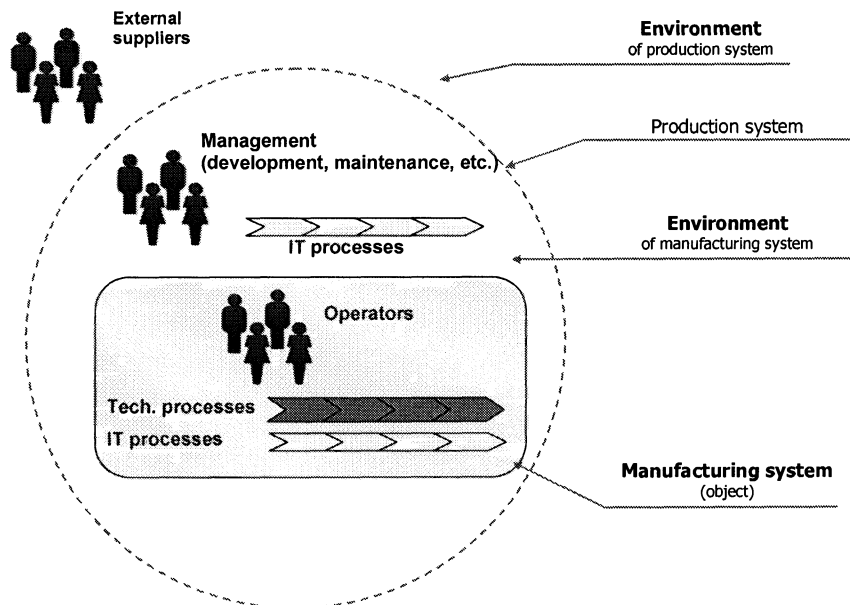 External
suppliers
Environment
of production system
Production system
Management
(development, maintenance, etc.)
Environment
of manufacturing system
IT processes
Operators
Tech. processes
IT processes
Manufacturing system
(object)